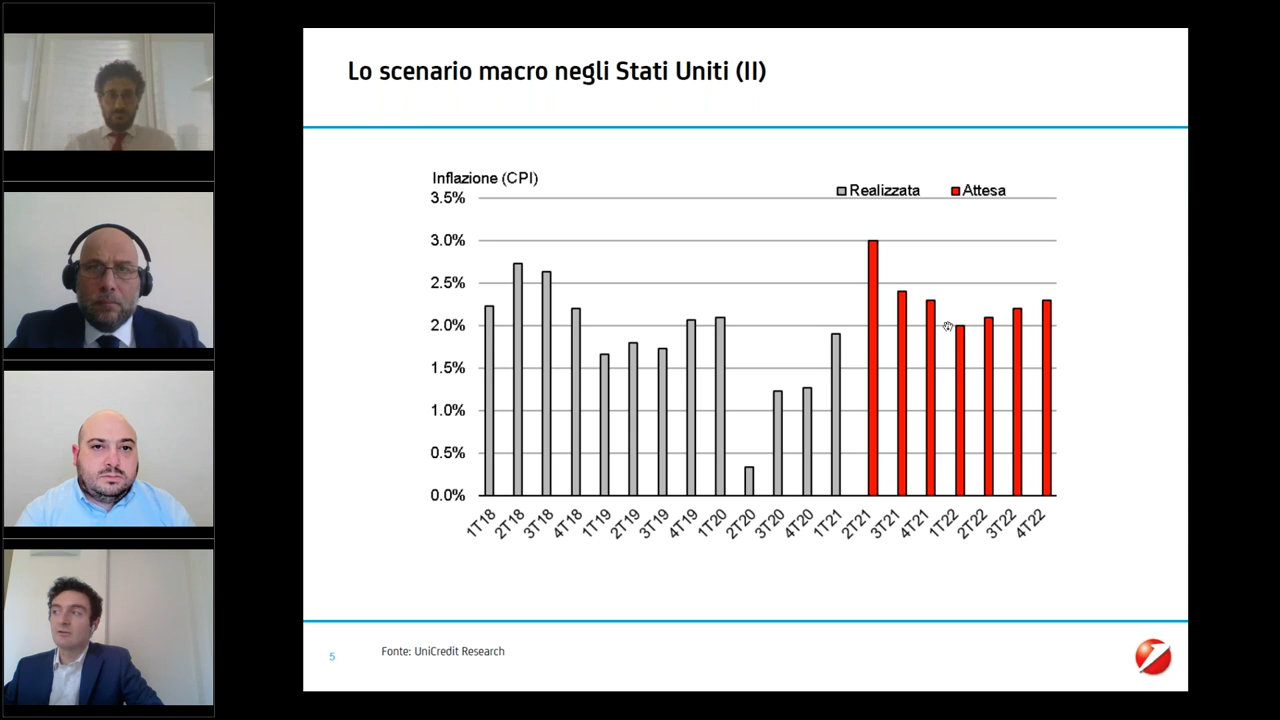 Lo scenario macro negli Stati Uniti (II)
Inflazione (CPI)
Realizzata Attesa
3.5%
3.0%
2.5%
2.0%
1.5%
1.0%
0.5%
0.0%
1T18 2T18 3T18 4T18 1T19 2T19 3T19 4T19 1T20 2T20 3T20 4T20 1T21 2T21 3T21 4T21 1T22 2T22 3T22 4T22
5 Fonte: UniCredit Research